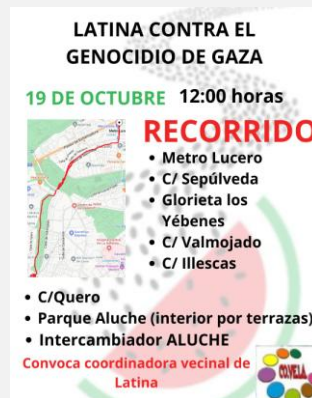 LATINA CONTRA EL
GENOCIDIO DE GAZA
19 DE OCTUBRE 12:00 horas
RECORRIDO
• Metro Lucero
• C/ Sepúlveda
• Glorieta los
Yébenes
• C/ Valmojado
• C/ Illescas
• C/Quero
• Parque Aluche (interior por terrazas)
• Intercambiador ALUCHE
Convoca coordinadora vecinal de
Latina
COVELA